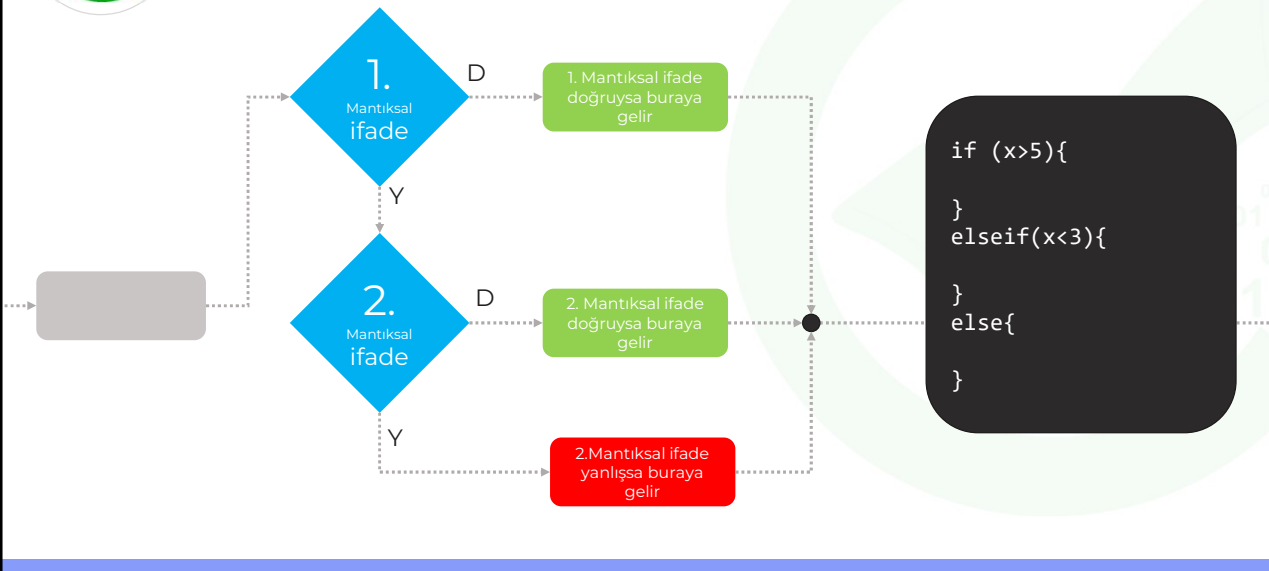 1.
Mantıksal
ifade
D
1. Mantıksal ifade
doğruysa buraya
gelir
Y
2.
Mantıksal
ifade
D
2. Mantıksal ifade
doğruysa buraya
gelir
Y
2.Mantıksal ifade
yanlışsa buraya
gelir
if (x>5){
}
elseif(x<3){
}
else{
}